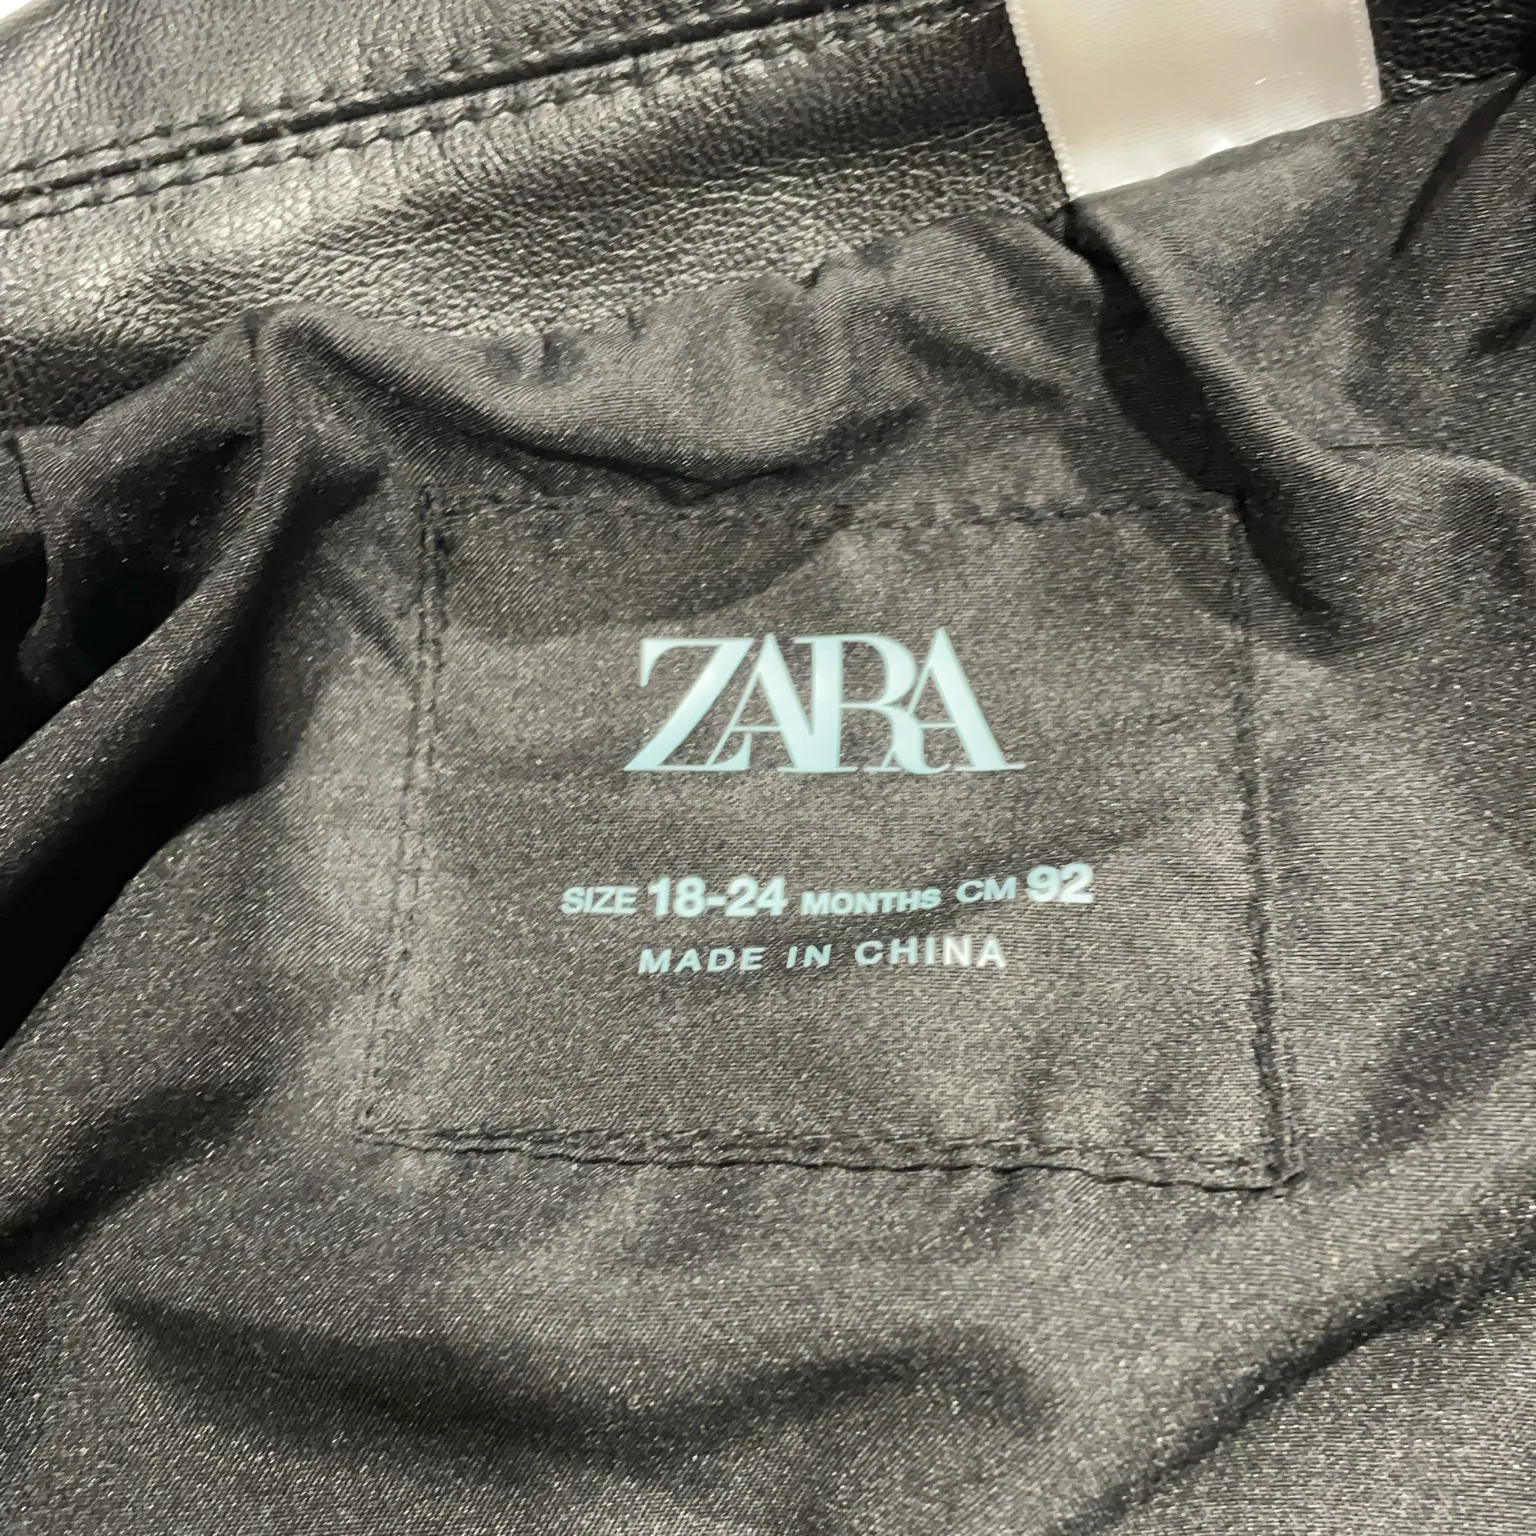 ZARA
SIZE 18-24 MONTHS CM 92
MADE IN CHINA